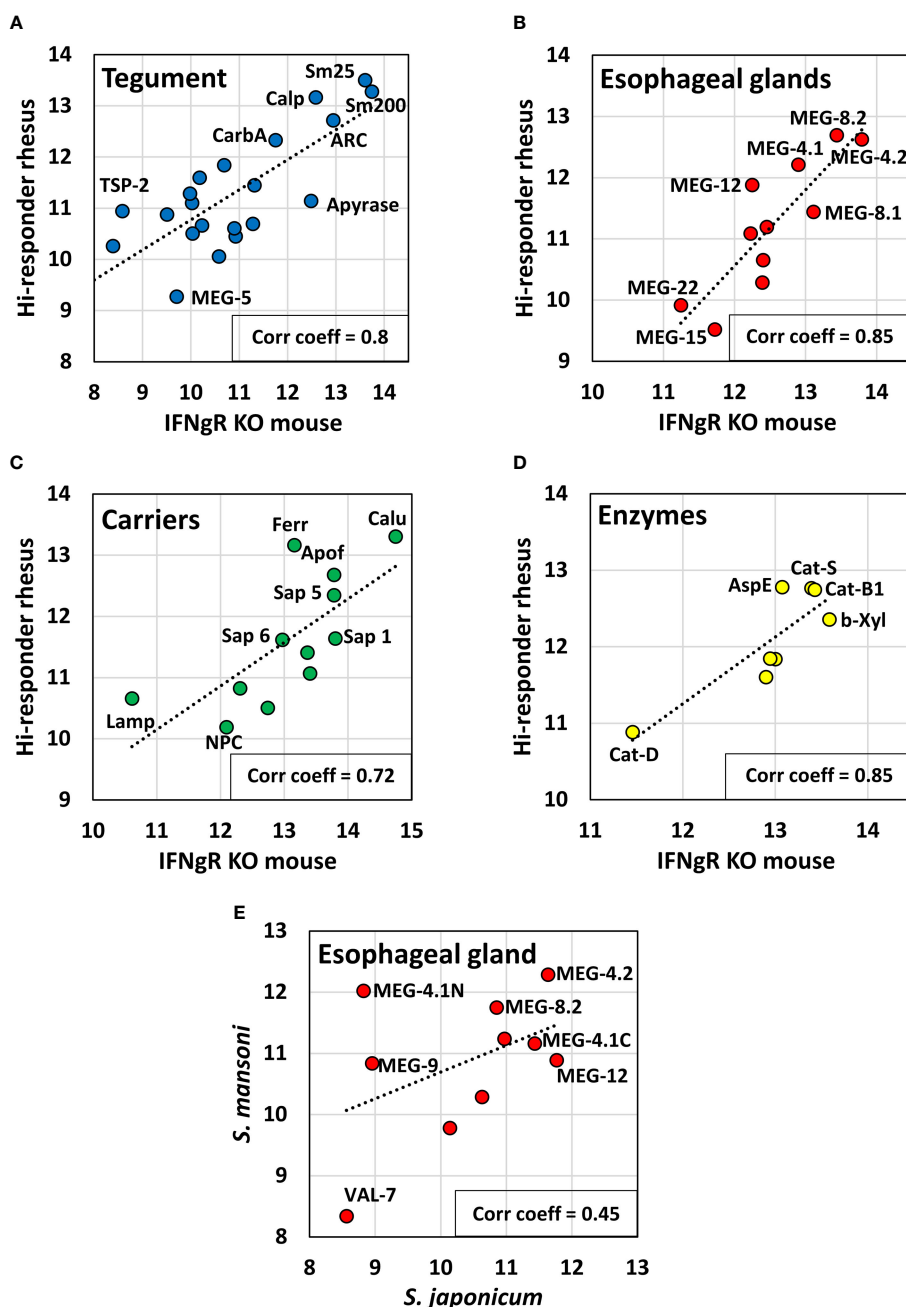 A
Tegument
Hi-responder rhesus
14
13
12
11
10
9
8
Sm25
Calp
Sm200
CarbA
ARC
TSP-2
Apyrase
MEG-5
Corr coeff = 0.8
8 9 10 11 12 13 14
IFNgR KO mouse
B
Esophageal glands
Hi-responder rhesus
14
13
12
11
10
9
MEG-8.2
MEG-4.1
MEG-4.2
MEG-12
MEG-8.1
MEG-22
MEG-15
Corr coeff = 0.85
10 11 12 13 14
IFNgR KO mouse
C
Carriers
Hi-responder rhesus
14
13
12
11
10
9
Calu
Ferr
Apof
Sap 5
Sap 6
Sap 1
Lamp
NPC
Corr coeff = 0.72
10 11 12 13 14 15
IFNgR KO mouse
D
Enzymes
Hi-responder rhesus
14
13
12
11
10
Cat-S
AspE
Cat-B1
b-Xyl
Cat-D
Corr coeff = 0.85
11 12 13 14
IFNgR KO mouse
E
Esophageal gland
S. mansoni
13
12
11
10
9
8
MEG-4.2
MEG-4.1N
MEG-8.2
MEG-4.1C
MEG-9
MEG-12
VAL-7
Corr coeff = 0.45
8 9 10 11 12 13
S. japonicum